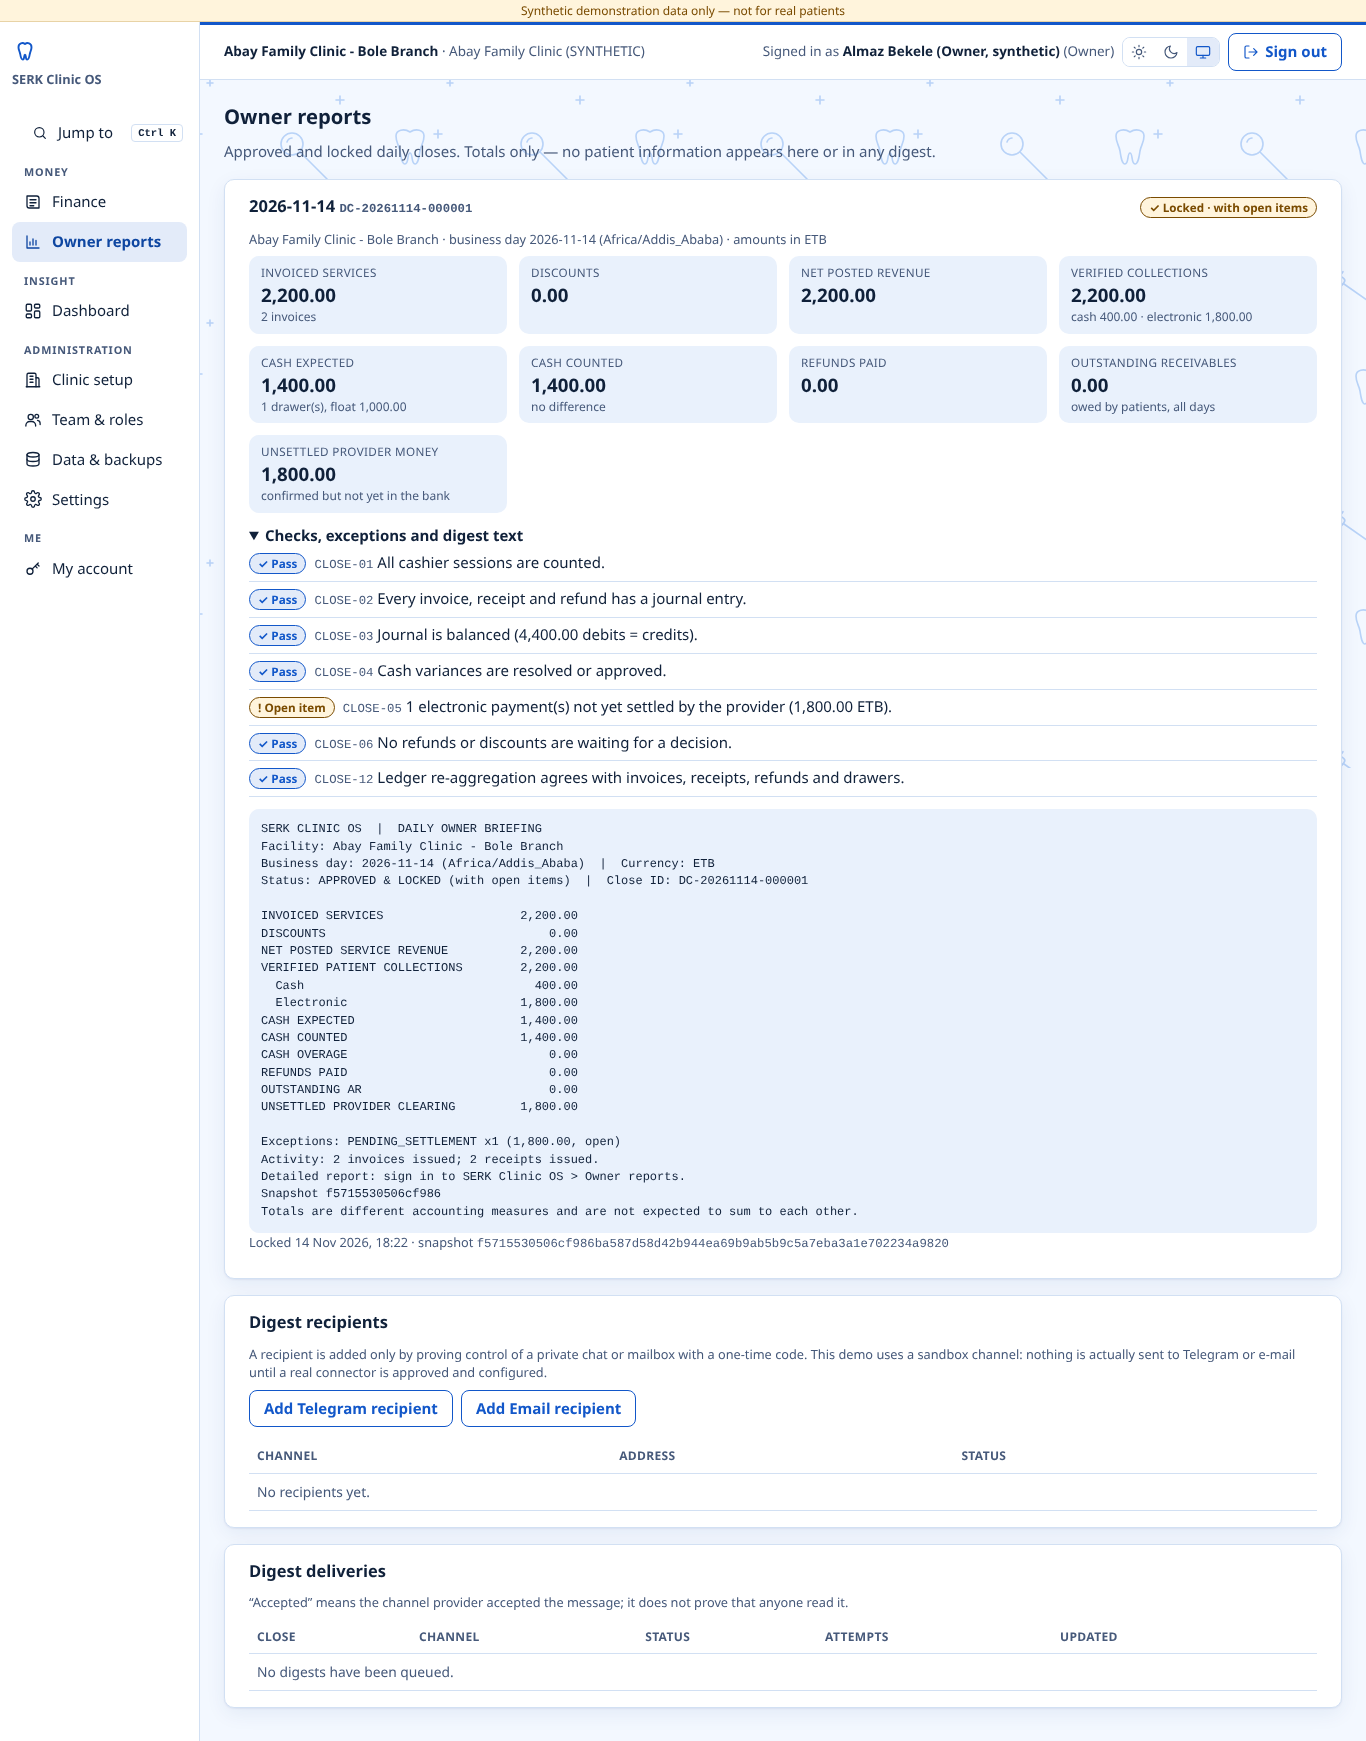 Synthetic demonstration data only — not for real patients
SERK Clinic OS
Jump to Ctrl K
MONEY
Finance
Owner reports
INSIGHT
Dashboard
ADMINISTRATION
Clinic setup
Team & roles
Data & backups
Settings
ME
My account
Abay Family Clinic - Bole Branch · Abay Family Clinic (SYNTHETIC)
Signed in as Almaz Bekele (Owner, synthetic) (Owner)
Sign out
Owner reports
Approved and locked daily closes. Totals only — no patient information appears here or in any digest.
2026-11-14 DC-20261114-000001
✓ Locked · with open items
Abay Family Clinic - Bole Branch · business day 2026-11-14 (Africa/Addis_Ababa) · amounts in ETB
INVOICED SERVICES
2,200.00
2 invoices
DISCOUNTS
0.00
NET POSTED REVENUE
2,200.00
VERIFIED COLLECTIONS
2,200.00
cash 400.00 · electronic 1,800.00
CASH EXPECTED
1,400.00
1 drawer(s), float 1,000.00
CASH COUNTED
1,400.00
no difference
REFUNDS PAID
0.00
OUTSTANDING RECEIVABLES
0.00
owed by patients, all days
UNSETTLED PROVIDER MONEY
1,800.00
confirmed but not yet in the bank
▼ Checks, exceptions and digest text
✓ Pass CLOSE-01 All cashier sessions are counted.
✓ Pass CLOSE-02 Every invoice, receipt and refund has a journal entry.
✓ Pass CLOSE-03 Journal is balanced (4,400.00 debits = credits).
✓ Pass CLOSE-04 Cash variances are resolved or approved.
! Open item CLOSE-05 1 electronic payment(s) not yet settled by the provider (1,800.00 ETB).
✓ Pass CLOSE-06 No refunds or discounts are waiting for a decision.
✓ Pass CLOSE-12 Ledger re-aggregation agrees with invoices, receipts, refunds and drawers.
SERK CLINIC OS | DAILY OWNER BRIEFING
Facility: Abay Family Clinic - Bole Branch
Business day: 2026-11-14 (Africa/Addis_Ababa) | Currency: ETB
Status: APPROVED & LOCKED (with open items) | Close ID: DC-20261114-000001
INVOICED SERVICES 2,200.00
DISCOUNTS 0.00
NET POSTED SERVICE REVENUE 2,200.00
VERIFIED PATIENT COLLECTIONS 2,200.00
Cash 400.00
Electronic 1,800.00
CASH EXPECTED 1,400.00
CASH COUNTED 1,400.00
CASH OVERAGE 0.00
REFUNDS PAID 0.00
OUTSTANDING AR 0.00
UNSETTLED PROVIDER CLEARING 1,800.00
Exceptions: PENDING_SETTLEMENT x1 (1,800.00, open)
Activity: 2 invoices issued; 2 receipts issued.
Detailed report: sign in to SERK Clinic OS > Owner reports.
Snapshot f5715530506cf986
Totals are different accounting measures and are not expected to sum to each other.
Locked 14 Nov 2026, 18:22 · snapshot f5715530506cf986ba587d58d42b944ea69b9ab5b9c5a7eba3a1e702234a9820
Digest recipients
A recipient is added only by proving control of a private chat or mailbox with a one-time code. This demo uses a sandbox channel: nothing is actually sent to Telegram or e-mail
until a real connector is approved and configured.
Add Telegram recipient
Add Email recipient
CHANNEL ADDRESS STATUS
No recipients yet.
Digest deliveries
“Accepted” means the channel provider accepted the message; it does not prove that anyone read it.
CLOSE CHANNEL STATUS ATTEMPTS UPDATED
No digests have been queued.